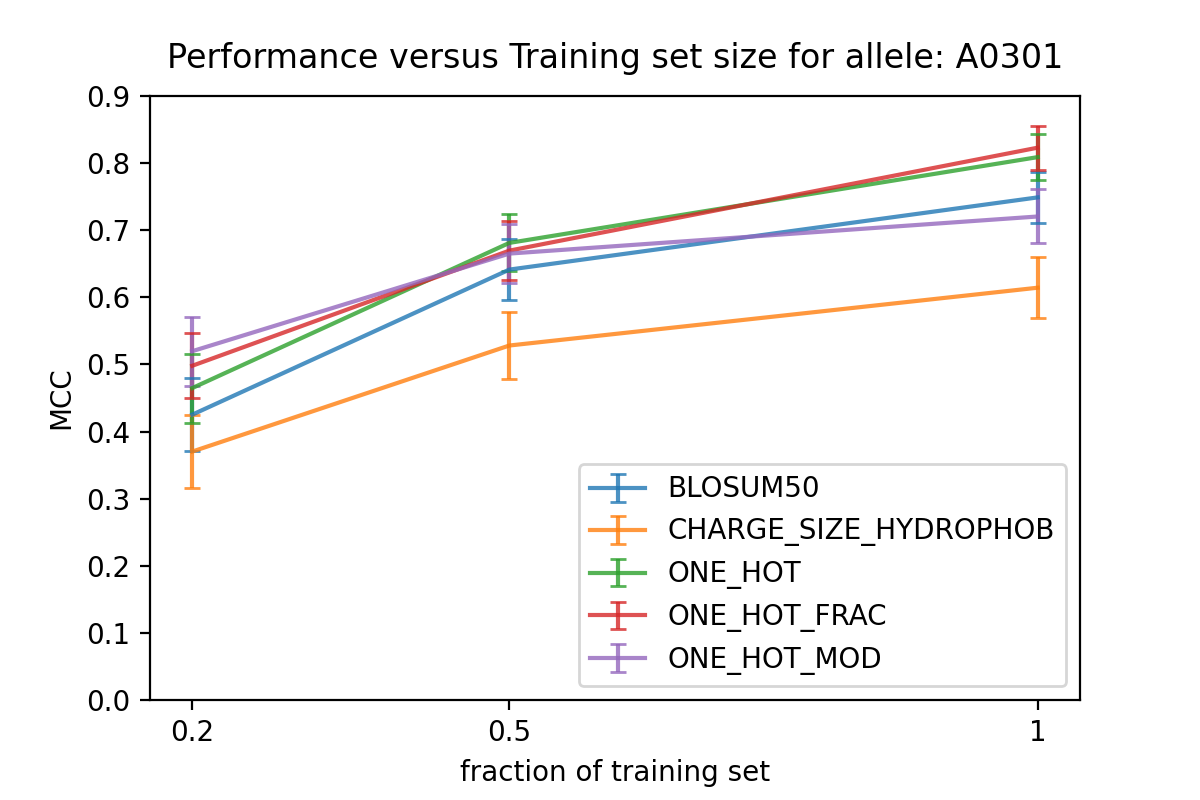 Performance versus Training set size for allele: A0301
0.9
0.8
0.7
0.6
0.5
0.4
0.3
0.2
0.1
0.0
MCC
BLOSUM50
CHARGE_SIZE_HYDROPHOB
ONE_HOT
ONE_HOT_FRAC
ONE_HOT_MOD
0.2 0.5 1
fraction of training set